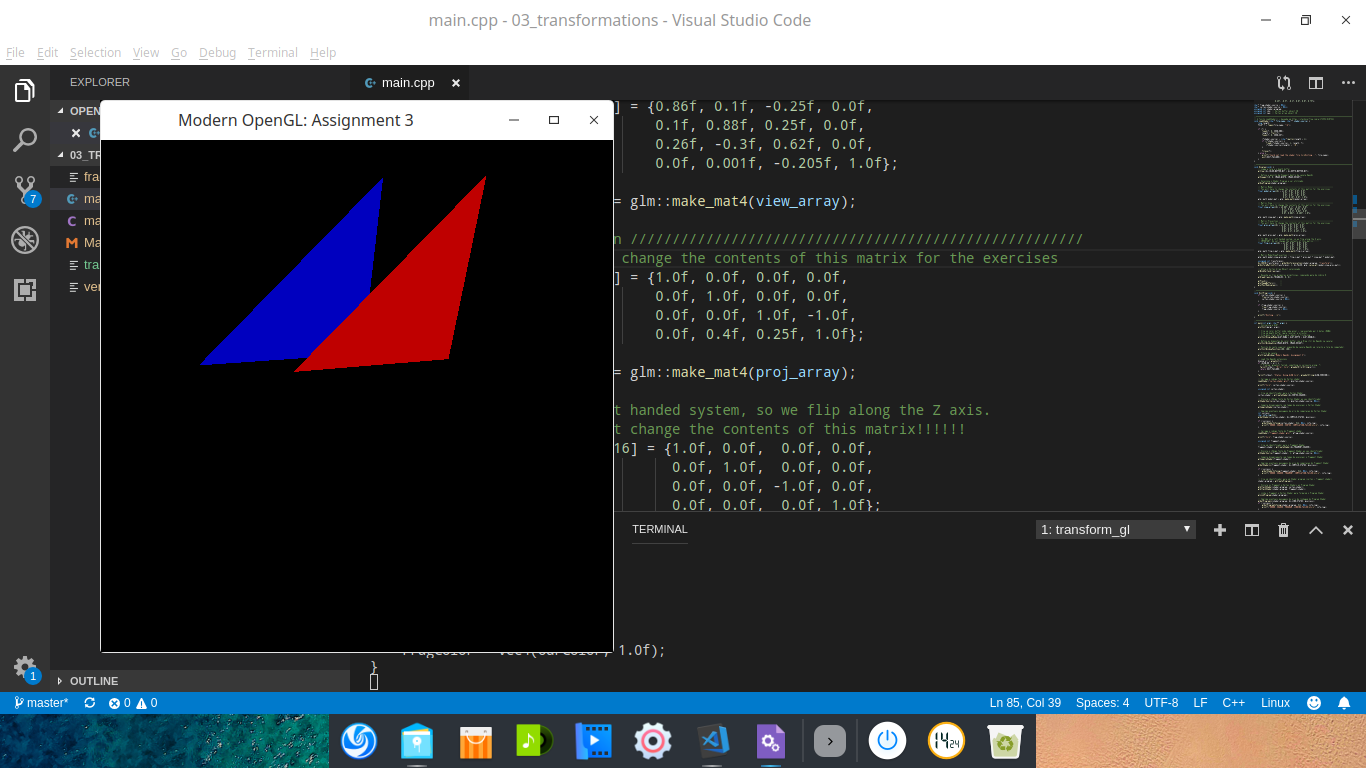 main.cpp - 03_transformations - Visual Studio Code
File Edit Selection View Go Debug Terminal Help
EXPLORER
main.cpp
OPEN
03_TR
fra
ma
ma
Ma
tra
ver
7
1
OUTLINE
Modern OpenGL: Assignment 3
] = {0.86f, 0.1f, -0.25f, 0.0f,
0.1f, 0.88f, 0.25f, 0.0f,
0.26f, -0.3f, 0.62f, 0.0f,
0.0f, 0.001f, -0.205f, 1.0f};
= glm::make_mat4(view_array);
n //////////////////////////////////////////////////////
change the contents of this matrix for the exercises
] = {1.0f, 0.0f, 0.0f, 0.0f,
0.0f, 1.0f, 0.0f, 0.0f,
0.0f, 0.0f, 1.0f, -1.0f,
0.0f, 0.4f, 0.25f, 1.0f};
= glm::make_mat4(proj_array);
t handed system, so we flip along the Z axis.
t change the contents of this matrix!!!!!!
16] = {1.0f, 0.0f,  0.0f, 0.0f,
0.0f, 1.0f,  0.0f, 0.0f,
0.0f, 0.0f, -1.0f, 0.0f,
0.0f, 0.0f,  0.0f, 1.0f};
TERMINAL
1: transform_gl
1.0f);
}
master* 0 0
Ln 85, Col 39 Spaces: 4 UTF-8 LF C++ Linux
14 24